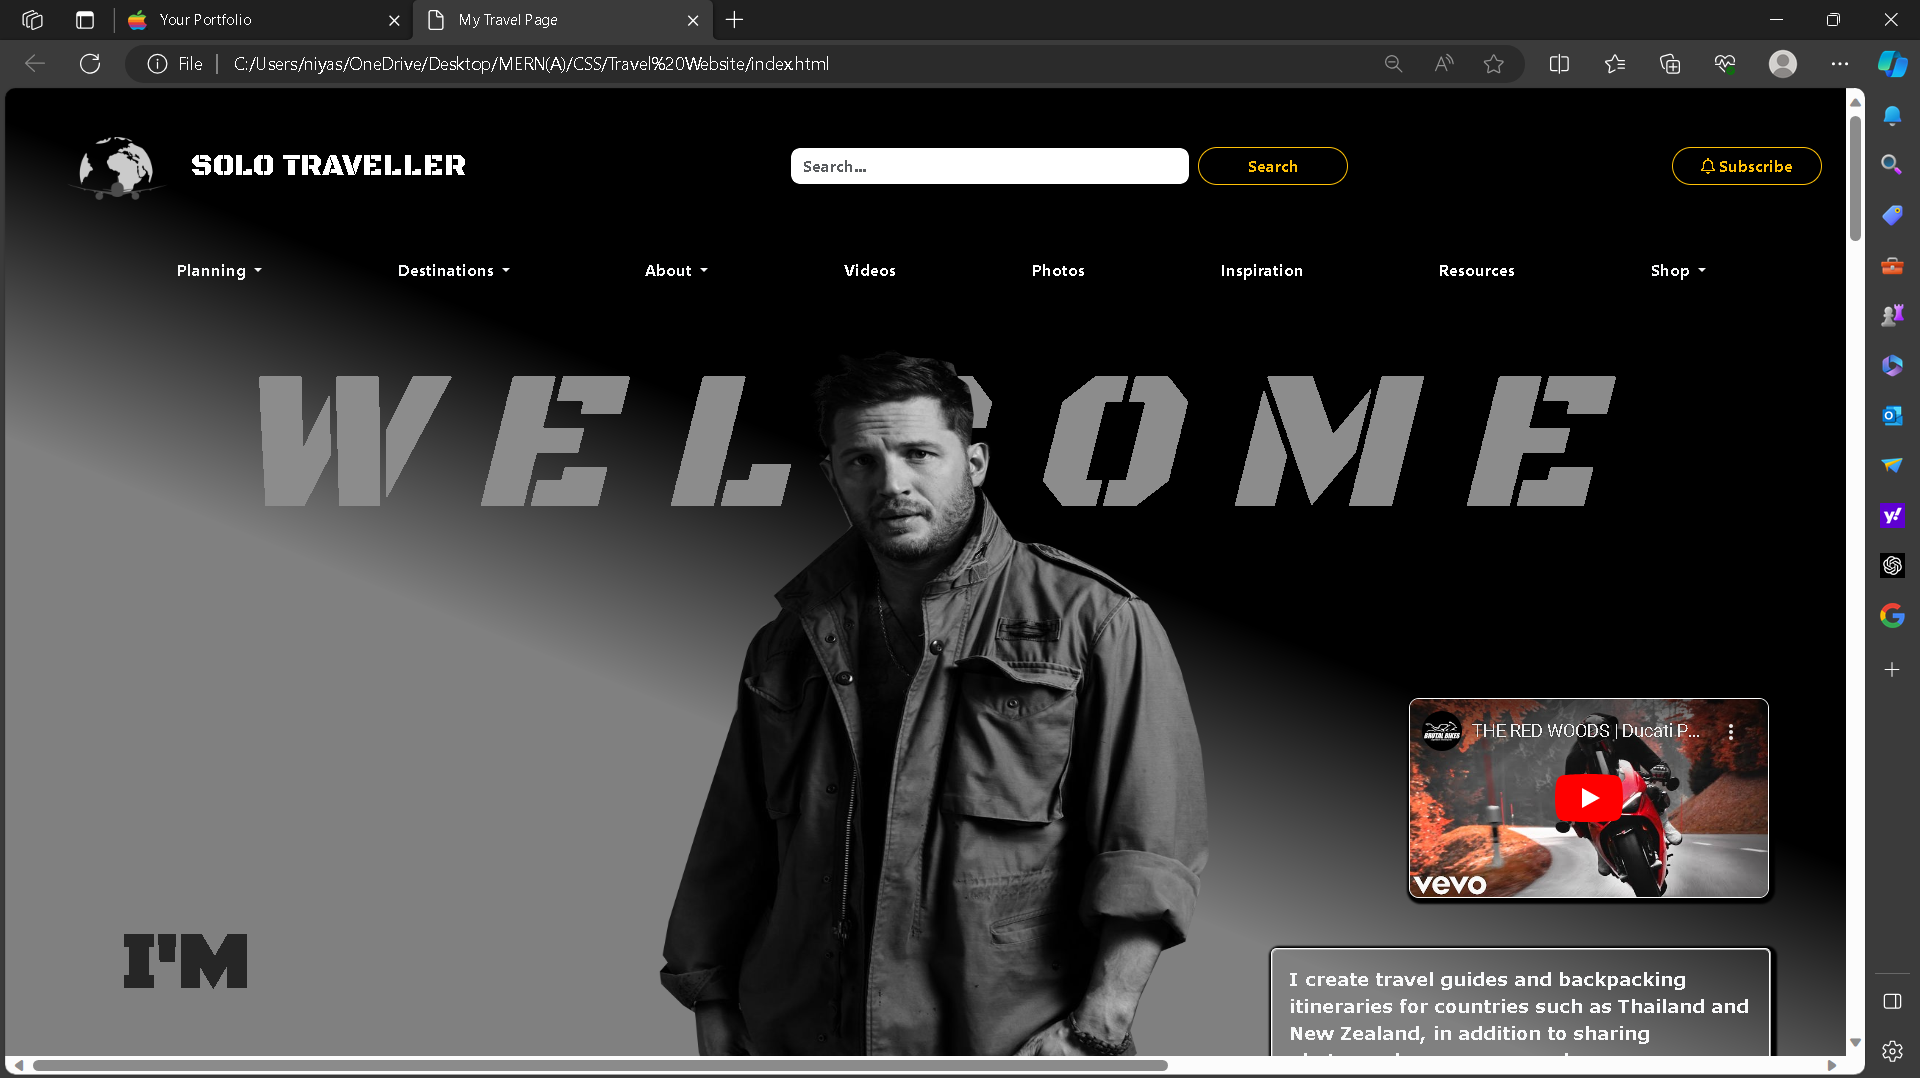 Your Portfolio
My Travel Page
File
C:/Users/niyas/OneDrive/Desktop/MERN(A)/CSS/Travel%20Website/index.html
SOLO TRAVELLER
Search...
Search
Subscribe
Planning
Destinations
About
Videos
Photos
Inspiration
Resources
Shop
WELCOME
BRUTAL BIKES
THE RED WOODS | Ducati P...
vevo
I'M
I create travel guides and backpacking
itineraries for countries such as Thailand and
New Zealand, in addition to sharing